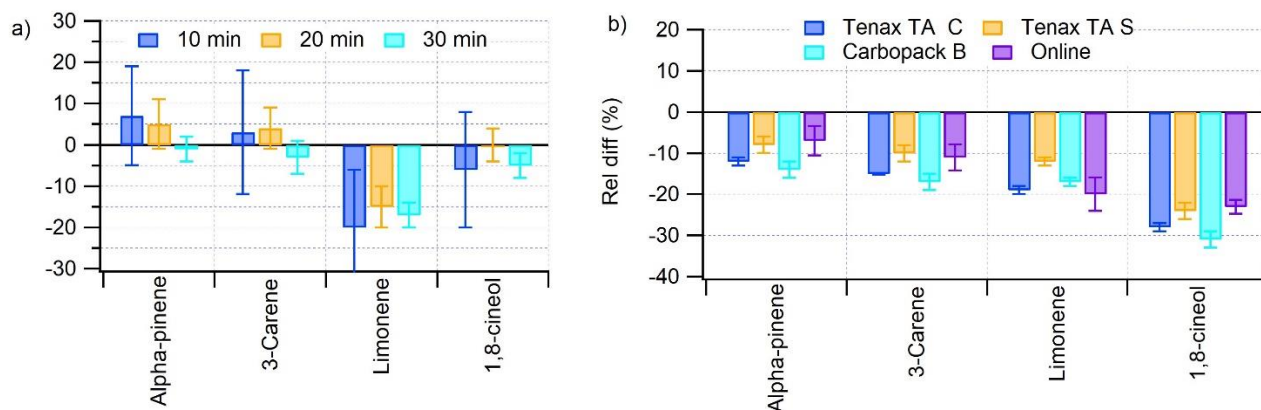 a)
10 min 20 min 30 min
30
20
10
0
-10
-20
-30
Alpha-pinene
3-Carene
Limonene
1,8-cineol
b)
Tenax TA C Tenax TA S
Carbopack B Online
Rel diff (%)
20
10
0
-10
-20
-30
-40
Alpha-pinene
3-Carene
Limonene
1,8-cineol